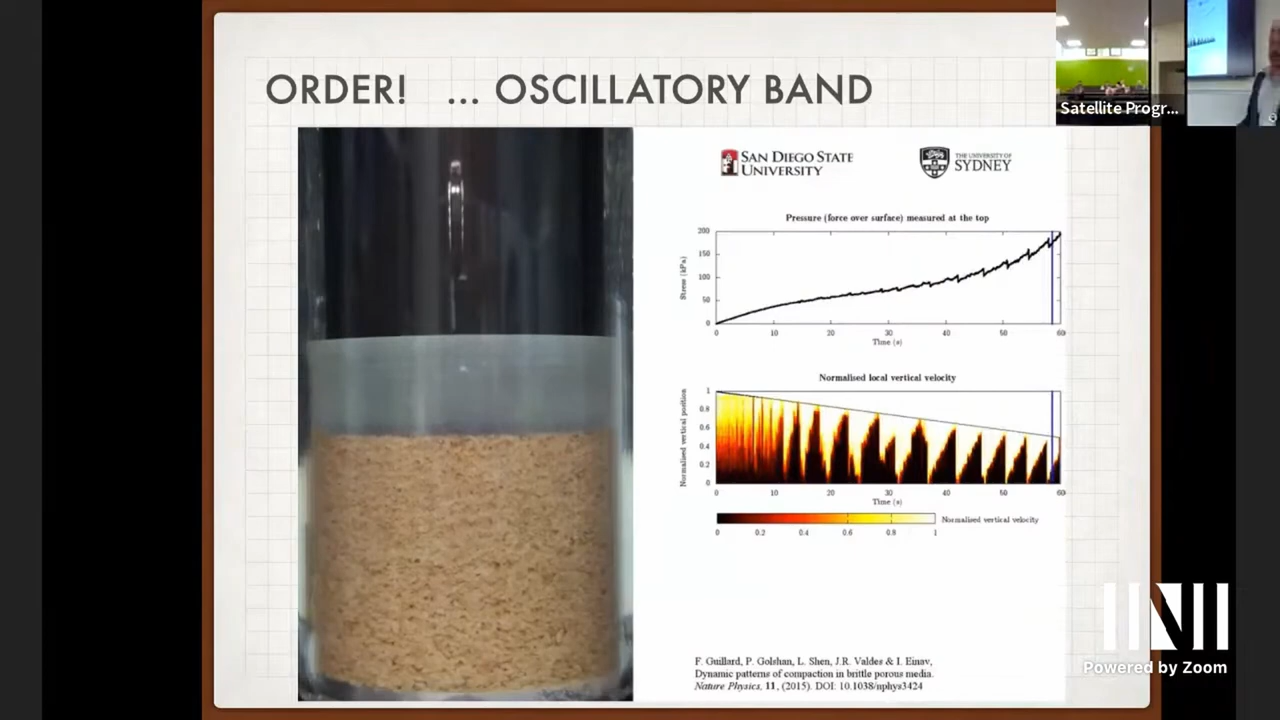 ORDER! ... OSCILLATORY BAND
Satellite Progr...
SAN DIEGO STATE
UNIVERSITY
THE UNIVERSITY OF
SYDNEY
Pressure (force over surface) measured at the top
Stress (kPa)
200
150
100
50
0
0 10 20 30 40 50 60
Time (s)
Normalised local vertical velocity
Normalised vertical position
1
0.8
0.6
0.4
0.2
0
0 10 20 30 40 50 60
Time (s)
Normalised vertical velocity
0 0.2 0.4 0.6 0.8 1
F. Guillard, P. Golshan, L. Shen, J.R. Valdes & I. Einav,
Dynamic patterns of compaction in brittle porous media.
Nature Physics, 11, (2015). DOI: 10.1038/nphys3424
Powered by Zoom